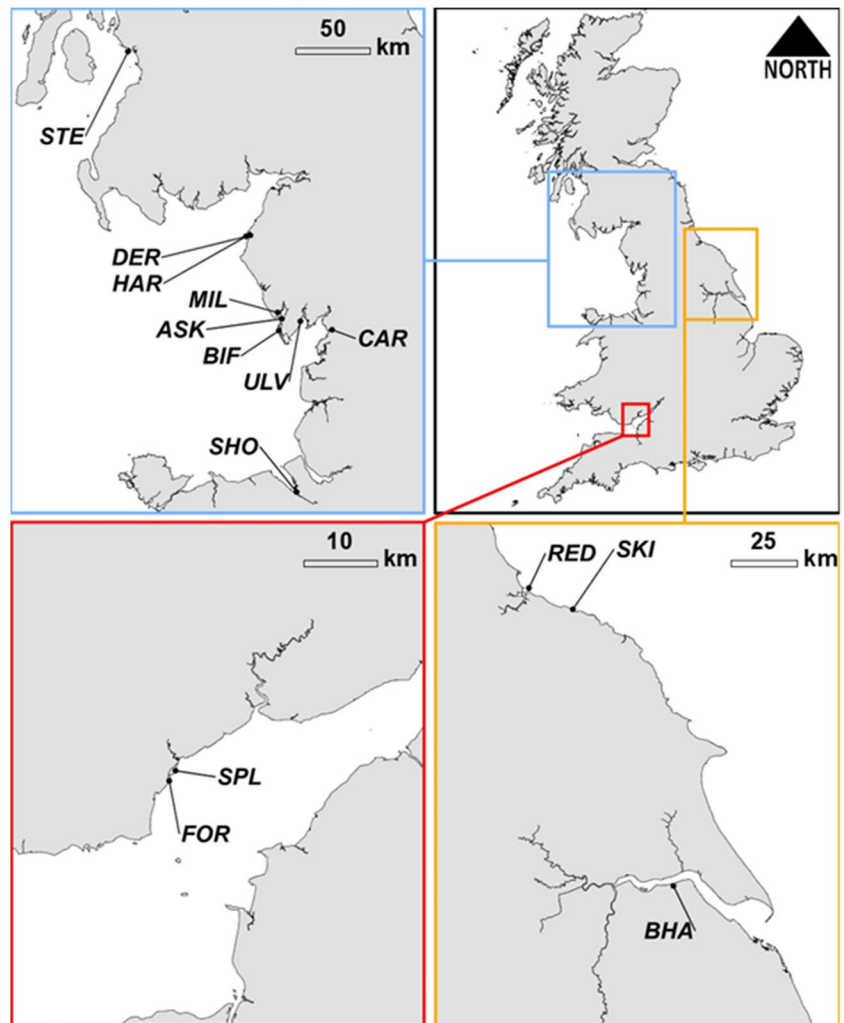 50
km
STE
DER
HAR
MIL
ASK
BIF
ULV
CAR
SHO
NORTH
10
km
SPL
FOR
25
km
RED
SKI
BHA